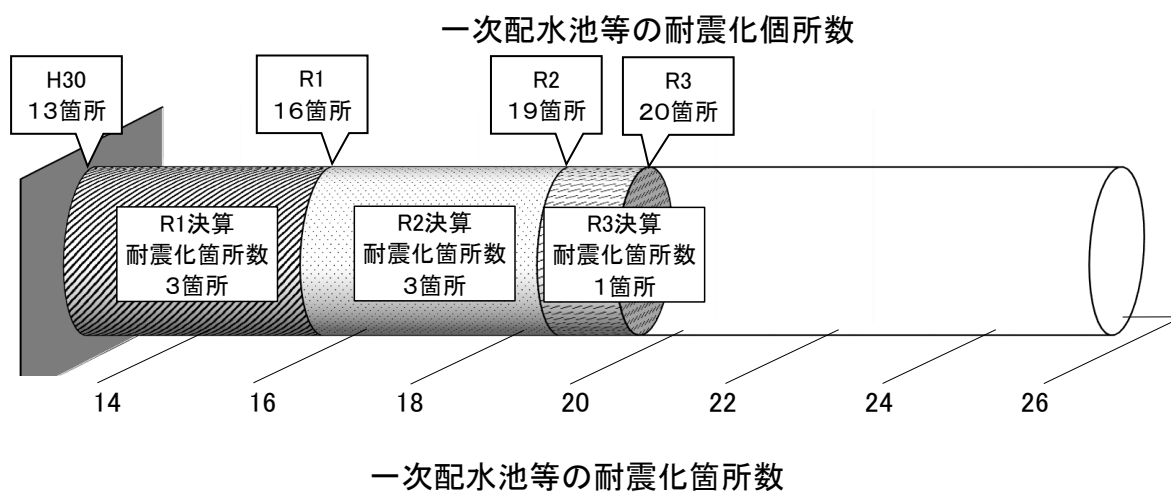 一次配水池等の耐震化個所数
H30
13箇所
R1
16箇所
R2
19箇所
R3
20箇所
R1決算
耐震化箇所数
3箇所
R2決算
耐震化箇所数
3箇所
R3決算
耐震化箇所数
1箇所
14
16
18
20
22
24
26
一次配水池等の耐震化箇所数